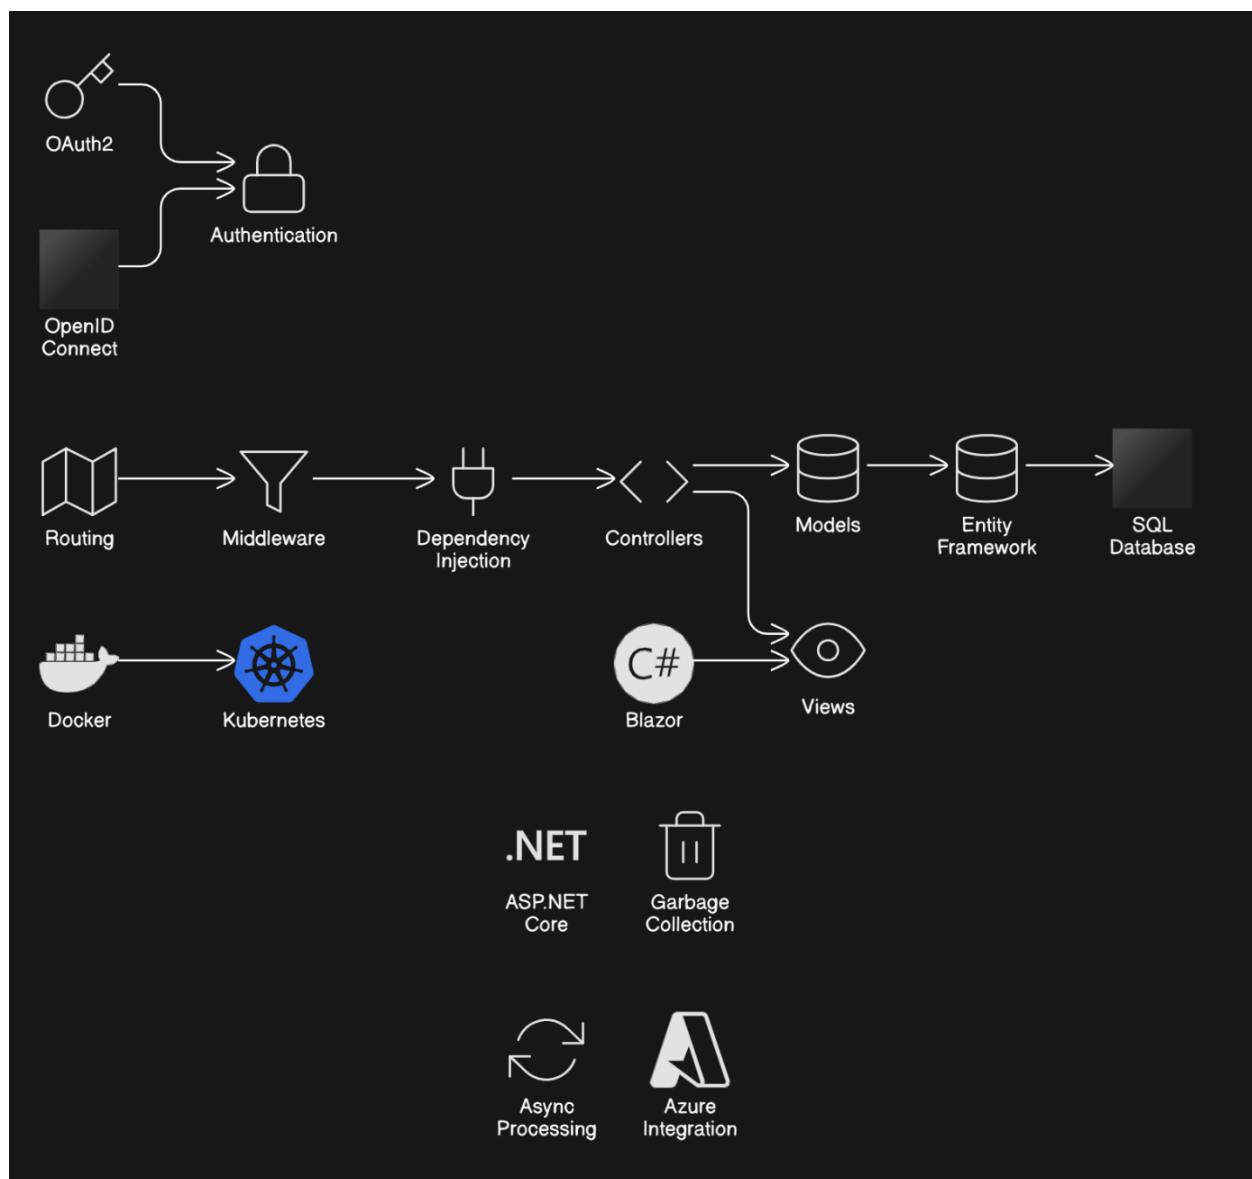 OAuth2
Authentication
OpenID
Connect
Routing
Middleware
Dependency
Injection
Controllers
Models
Entity
Framework
SQL
Database
Docker
Kubernetes
C#
Blazor
Views
.NET
ASP.NET
Core
Garbage
Collection
Async
Processing
Azure
Integration